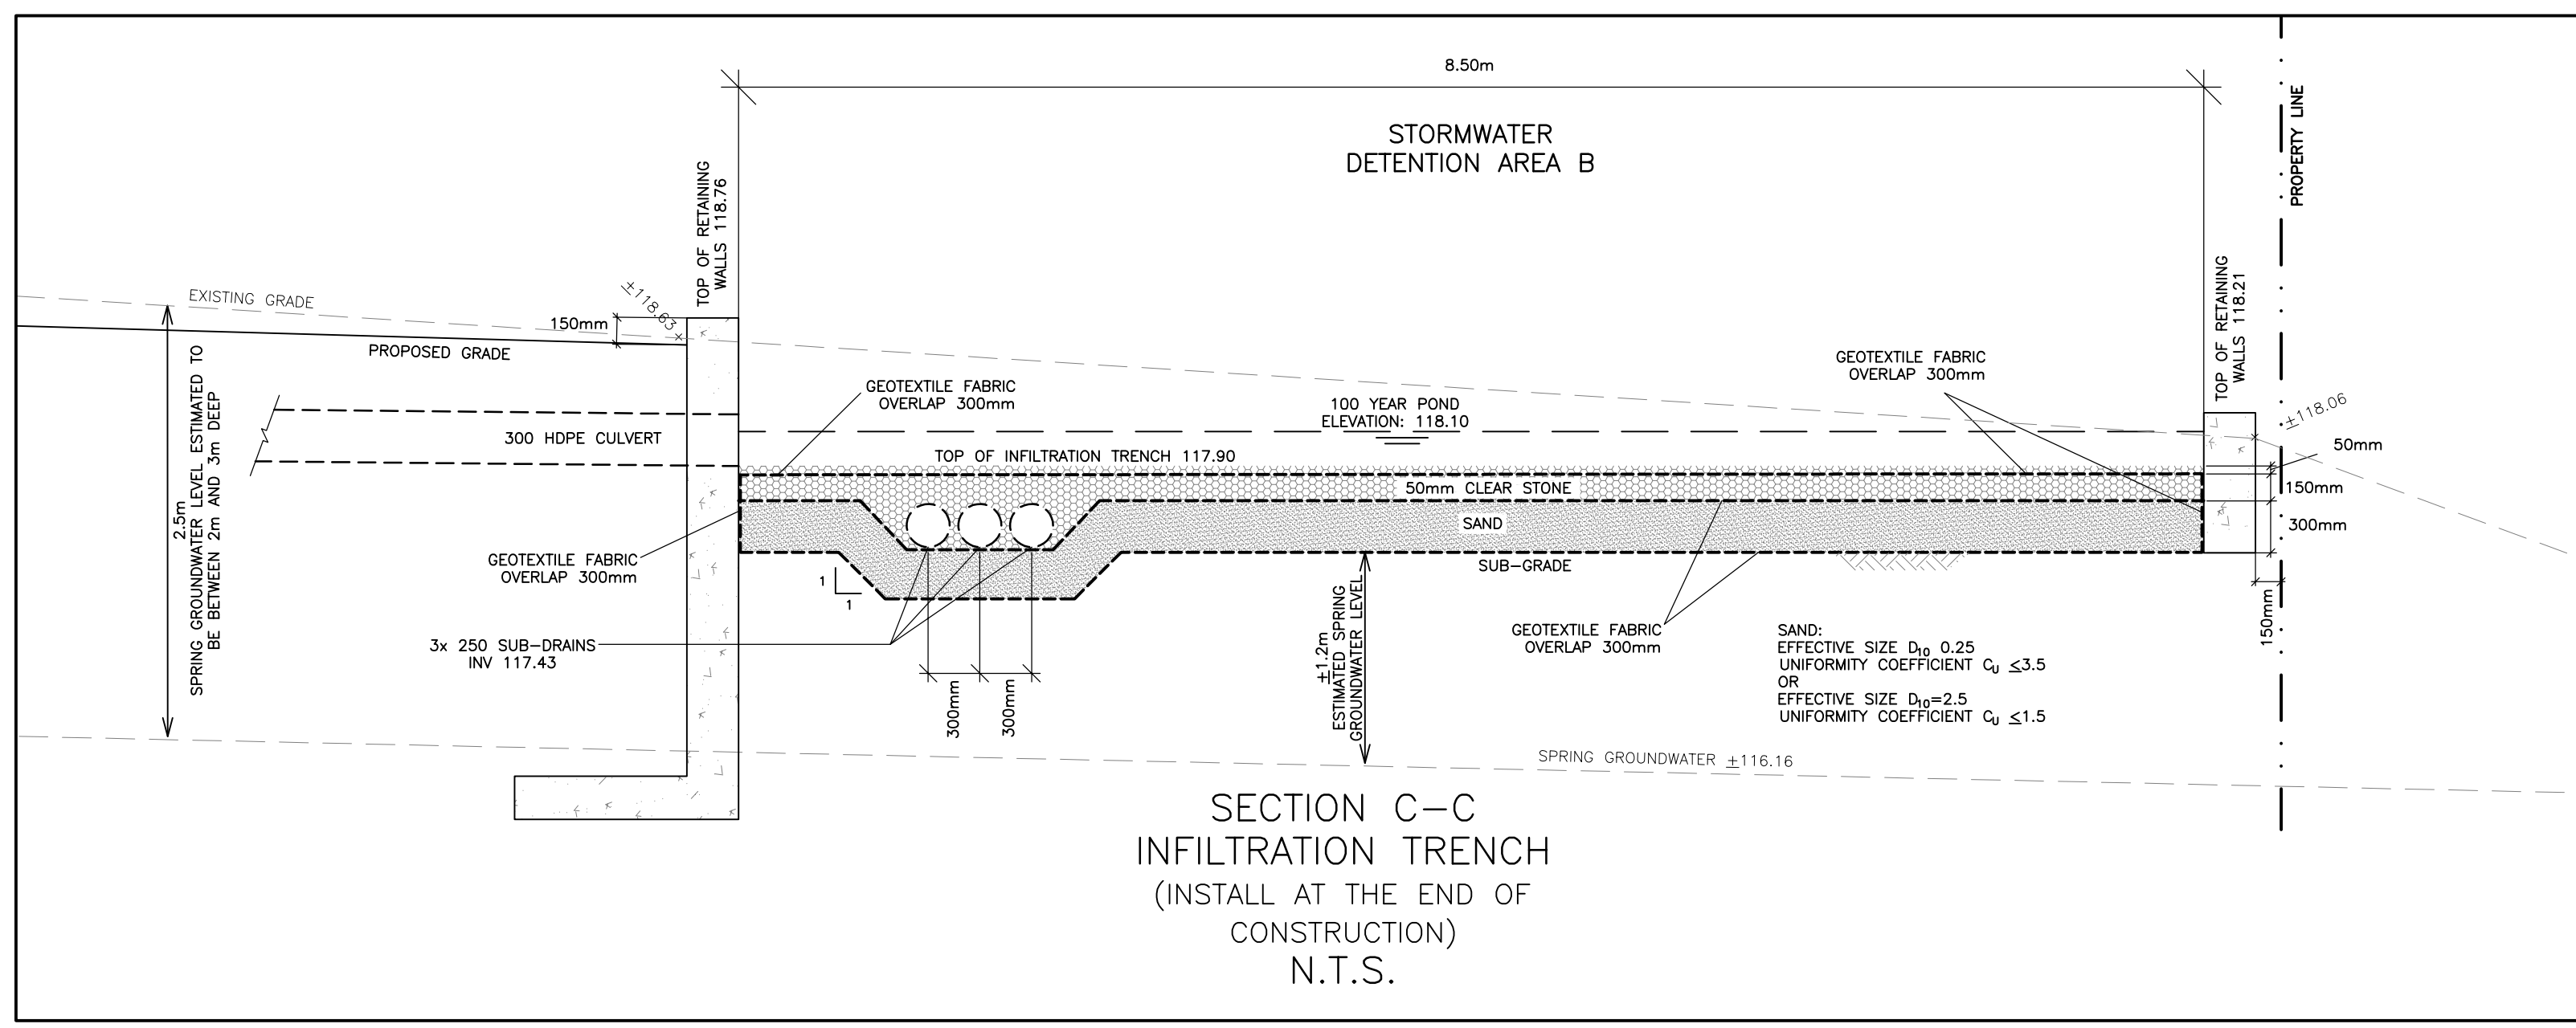 8.50m
STORMWATER
DETENTION AREA B
PROPERTY LINE
TOP OF RETAINING
WALLS 118.76
TOP OF RETAINING
WALLS 118.21
EXISTING GRADE
±118.63
150mm
PROPOSED GRADE
GEOTEXTILE FABRIC
OVERLAP 300mm
GEOTEXTILE FABRIC
OVERLAP 300mm
100 YEAR POND
ELEVATION: 118.10
±118.06
300 HDPE CULVERT
TOP OF INFILTRATION TRENCH 117.90
50mm
50mm CLEAR STONE
150mm
SAND
300mm
2.5m
SPRING GROUNDWATER LEVEL ESTIMATED TO
BE BETWEEN 2m AND 3m DEEP
GEOTEXTILE FABRIC
OVERLAP 300mm
SUB-GRADE
1
1
150mm
3x 250 SUB-DRAINS
INV 117.43
300mm
300mm
±1.2m
ESTIMATED SPRING
GROUNDWATER LEVEL
GEOTEXTILE FABRIC
OVERLAP 300mm
SAND:
EFFECTIVE SIZE D10 0.25
UNIFORMITY COEFFICIENT CU ≤3.5
OR
EFFECTIVE SIZE D10=2.5
UNIFORMITY COEFFICIENT CU ≤1.5
SPRING GROUNDWATER ±116.16
SECTION C-C
INFILTRATION TRENCH
(INSTALL AT THE END OF
CONSTRUCTION)
N.T.S.